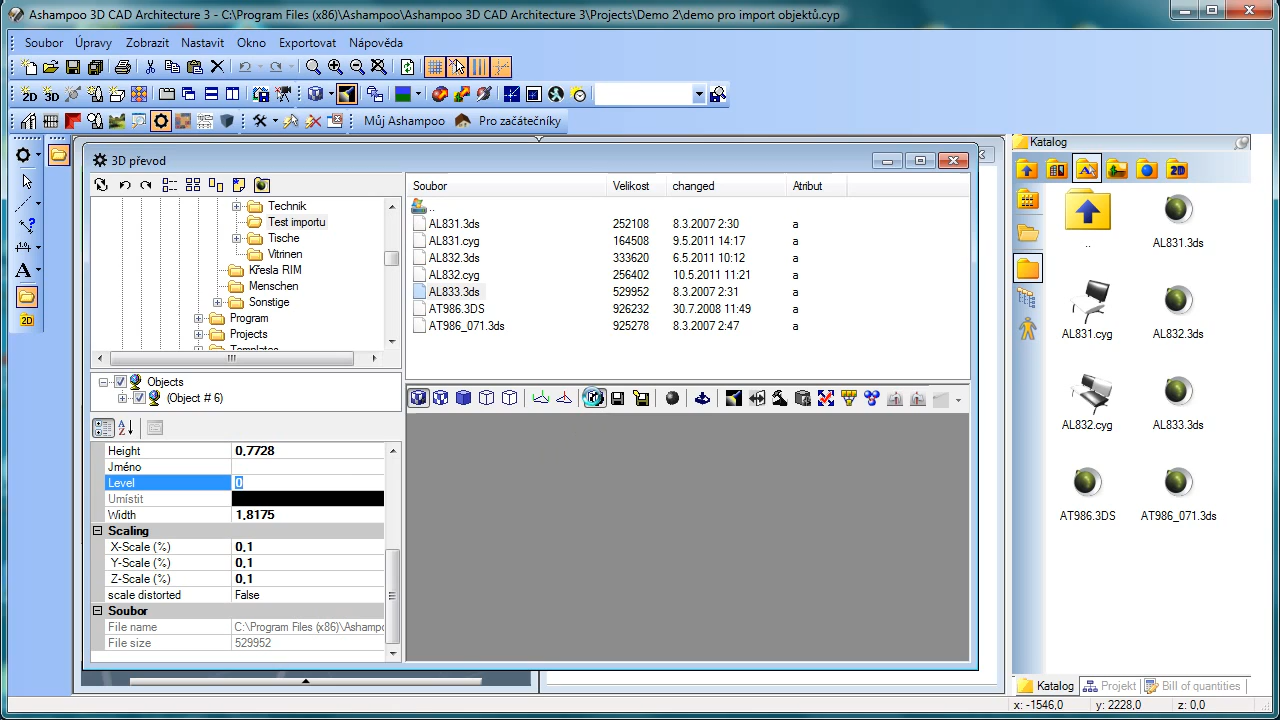 Ashampoo 3D CAD Architecture 3 - C:\Program Files (x86)\Ashampoo\Ashampoo 3D CAD Architecture 3\Projects\Demo 2\demo pro import objektů.cyp
Soubor Úpravy Zobrazit Nastavit Okno Exportovat Nápověda
2D 3D
Můj Ashampoo Pro začátečníky
Katalog
3D převod
2D
Technik
Test importu
Tische
Vitrinen
Křesla RIM
Menschen
Sonstige
Program
Projects
Templates
Soubor Velikost changed Atribut
..
AL831.3ds 252108 8.3.2007 2:30 a
AL831.cyg 164508 9.5.2011 14:17 a
AL832.3ds 333620 6.5.2011 10:12 a
AL832.cyg 256402 10.5.2011 11:21 a
AL833.3ds 529952 8.3.2007 2:31 a
AT986.3DS 926232 30.7.2008 11:49 a
AT986_071.3ds 925278 8.3.2007 2:47 a
Objects
(Object # 6)
Height 0.7728
Jméno
Level 0
Umístit
Width 1.8175
Scaling
X-Scale (%) 0.1
Y-Scale (%) 0.1
Z-Scale (%) 0.1
scale distorted False
Soubor
File name C:\Program Files (x86)\Ashampoo
File size 529952
A
2D
..
AL831.3ds
AL831.cyg
AL832.3ds
AL832.cyg
AL833.3ds
AT986.3DS
AT986_071.3ds
Katalog Projekt Bill of quantities
x: -1546,0 y: 2228,0 z: 0,0